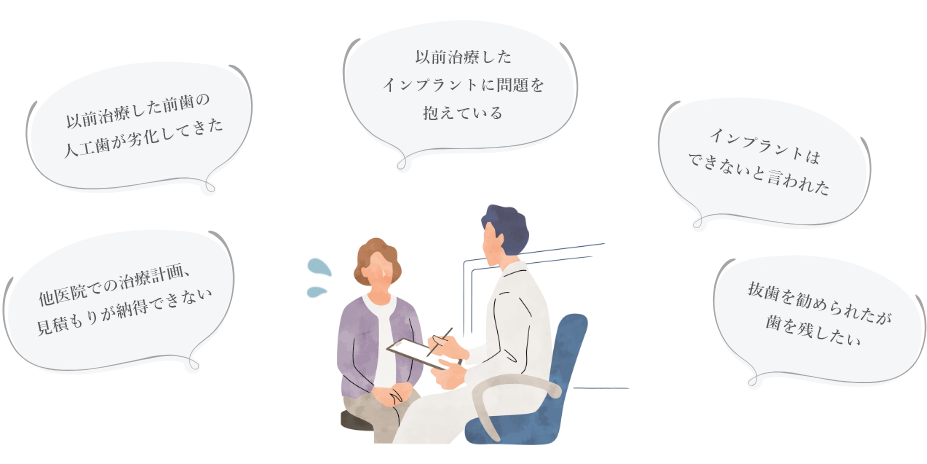 以前治療した
インプラントに問題を
抱えている
以前治療した前歯の
人工歯が劣化してきた
インプラントは
できないと言われた
他医院での治療計画、
見積もりが納得できない
抜歯を勧められたが
歯を残したい